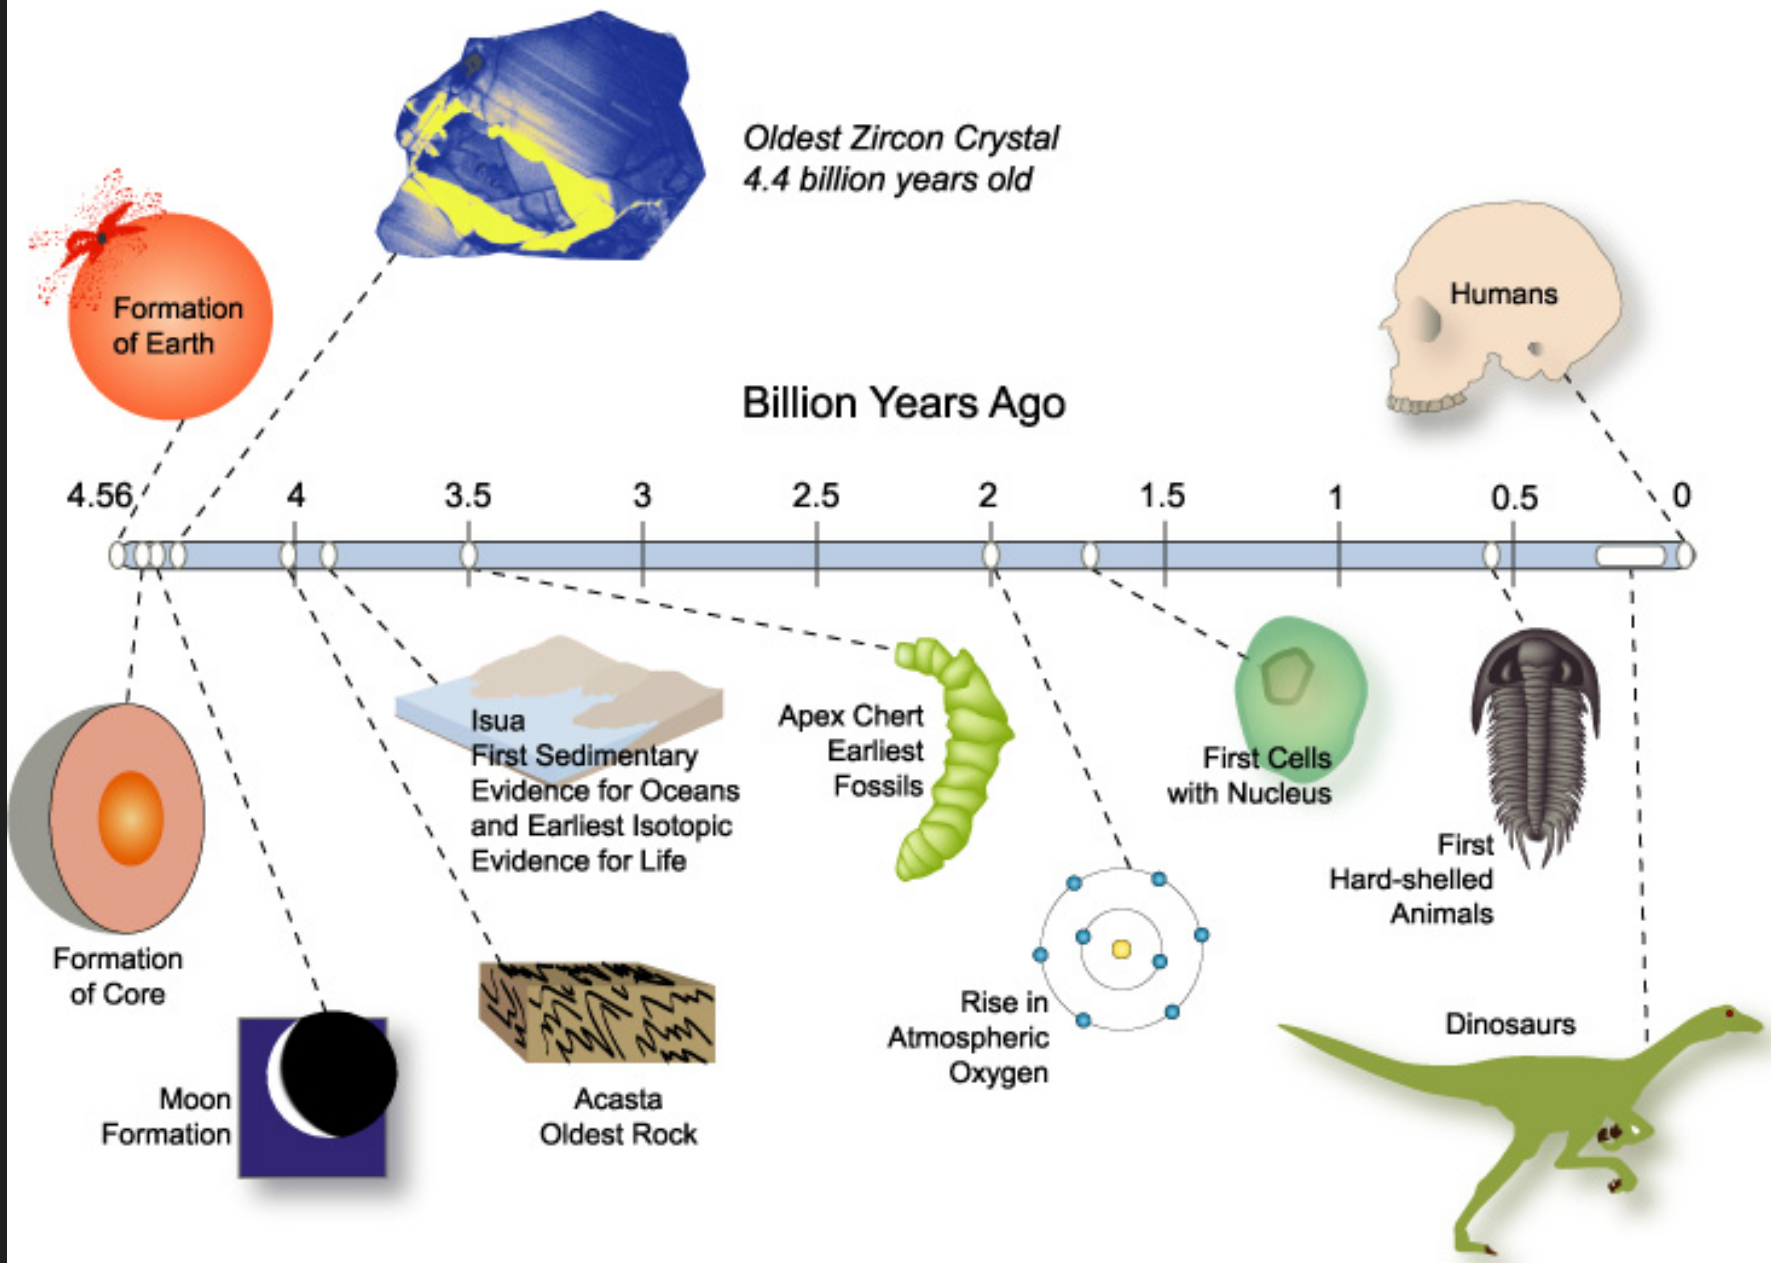 Oldest Zircon Crystal
4.4 billion years old
Formation
of Earth
Humans
Billion Years Ago
4.56
4
3.5
3
2.5
2
1.5
1
0.5
0
Isua
First Sedimentary
Evidence for Oceans
and Earliest Isotopic
Evidence for Life
Apex Chert
Earliest
Fossils
First Cells
with Nucleus
First
Hard-shelled
Animals
Formation
of Core
Rise in
Atmospheric
Oxygen
Dinosaurs
Moon
Formation
Acasta
Oldest Rock